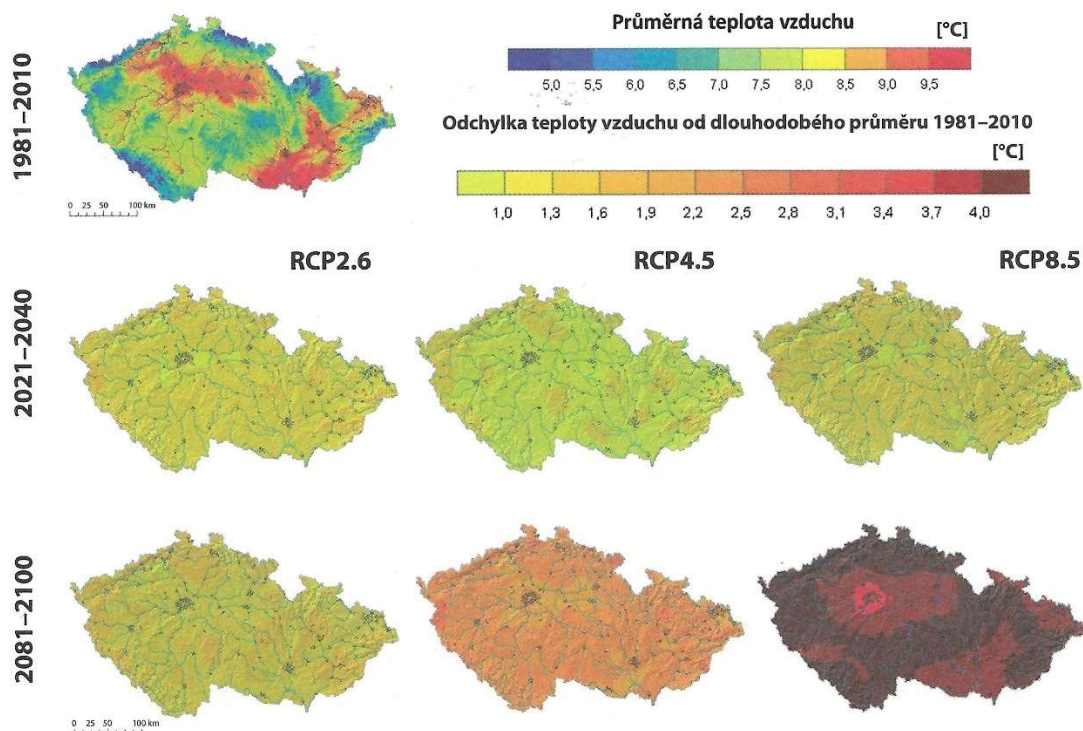 1981–2010
Průměrná teplota vzduchu [°C]
5,0 5,5 6,0 6,5 7,0 7,5 8,0 8,5 9,0 9,5
Odchylka teploty vzduchu od dlouhodobého průměru 1981–2010
[°C]
1,0 1,3 1,6 1,9 2,2 2,5 2,8 3,1 3,4 3,7 4,0
0 25 50 100 km
RCP2.6 RCP4.5 RCP8.5
2021–2040
2081–2100
0 25 50 100 km